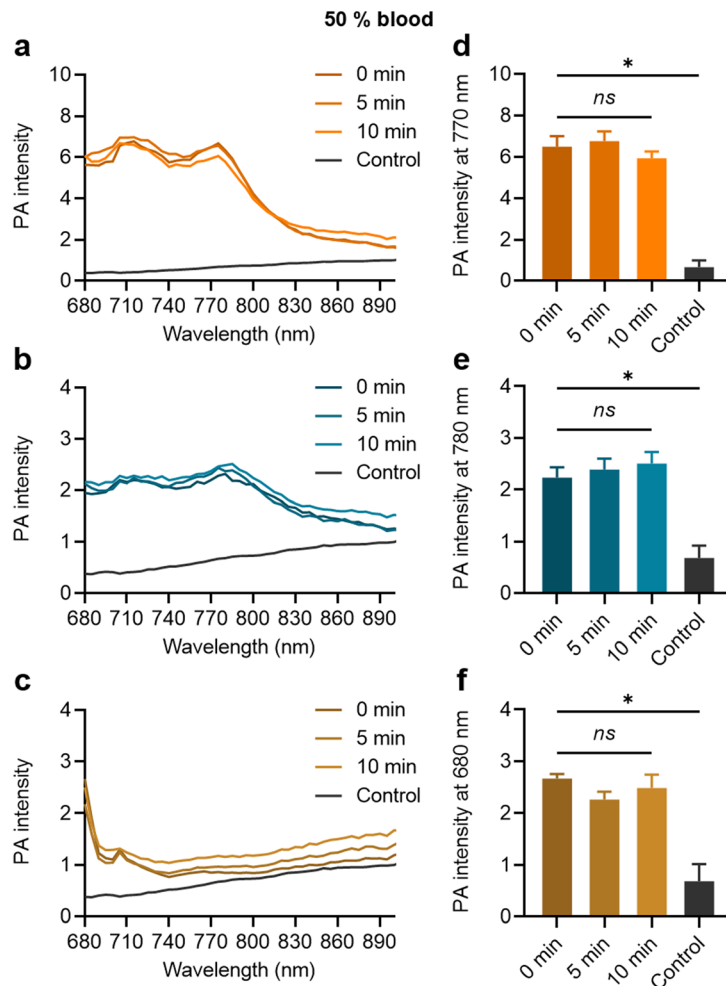 50 % blood
a
10
8
6
4
2
0
PA intensity
0 min
5 min
10 min
Control
680 710 740 770 800 830 860 890
Wavelength (nm)
d
10
8
6
4
2
0
PA intensity at 770 nm
*
ns
0 min
5 min
10 min
Control
b
4
3
2
1
0
PA intensity
0 min
5 min
10 min
Control
680 710 740 770 800 830 860 890
Wavelength (nm)
e
4
3
2
1
0
PA intensity at 780 nm
*
ns
0 min
5 min
10 min
Control
c
4
3
2
1
0
PA intensity
0 min
5 min
10 min
Control
680 710 740 770 800 830 860 890
Wavelength (nm)
f
4
3
2
1
0
PA intensity at 680 nm
*
ns
0 min
5 min
10 min
Control